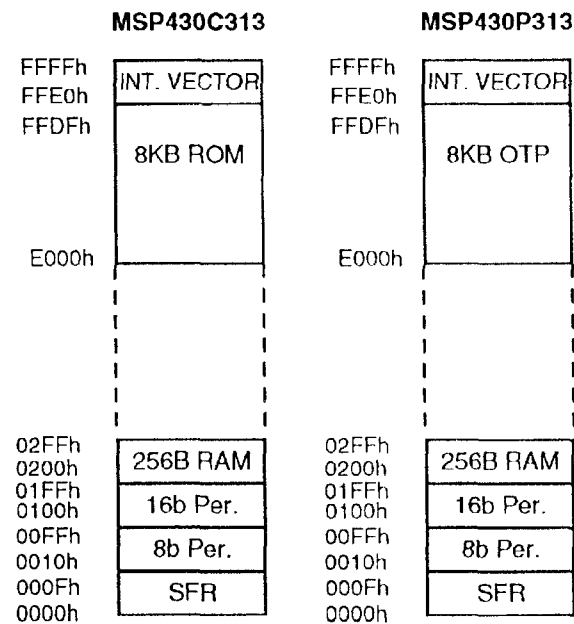 MSP430C313
FFFFh
INT. VECTOR
FFE0h
FFDFh
8KB ROM
E000h
02FFh
256B RAM
0200h
01FFh
16b Per.
0100h
00FFh
8b Per.
0010h
000Fh
SFR
0000h
MSP430P313
FFFFh
INT. VECTOR
FFE0h
FFDFh
8KB OTP
E000h
02FFh
256B RAM
0200h
01FFh
16b Per.
0100h
00FFh
8b Per.
0010h
000Fh
SFR
0000h